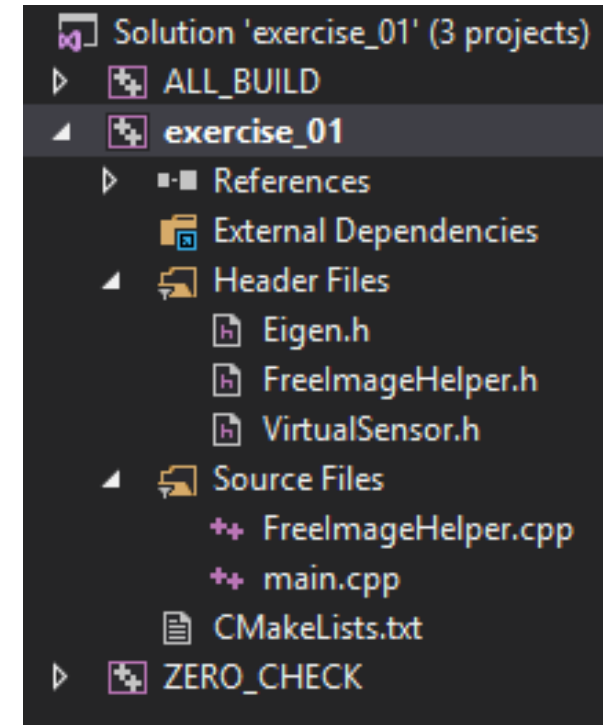 Solution 'exercise_01' (3 projects)
ALL_BUILD
exercise_01
References
External Dependencies
Header Files
Eigen.h
FreeImageHelper.h
VirtualSensor.h
Source Files
FreeImageHelper.cpp
main.cpp
CMakeLists.txt
ZERO_CHECK